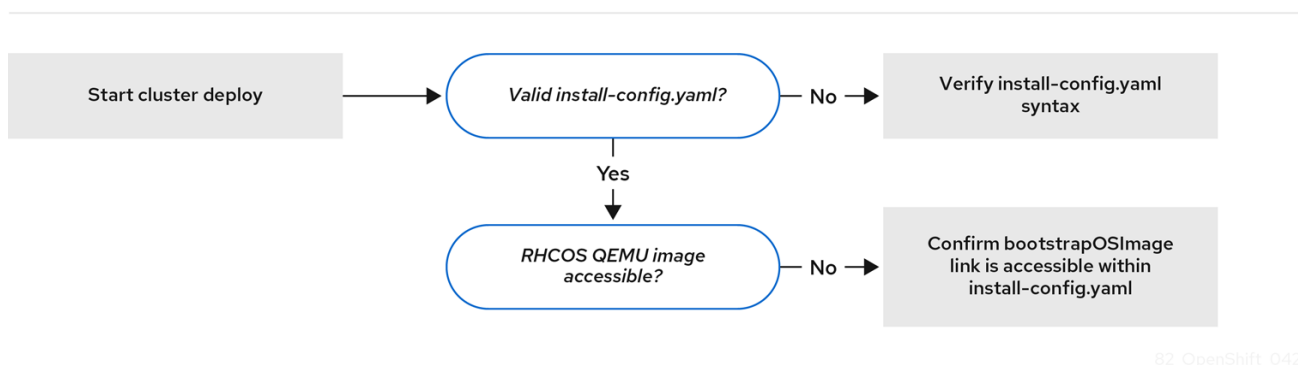 Start cluster deploy
Valid install-config.yaml?
No
Verify install-config.yaml
syntax
Yes
RHCOS QEMU image
accessible?
No
Confirm bootstrapOSImage
link is accessible within
install-config.yaml
82_OpenShift_042